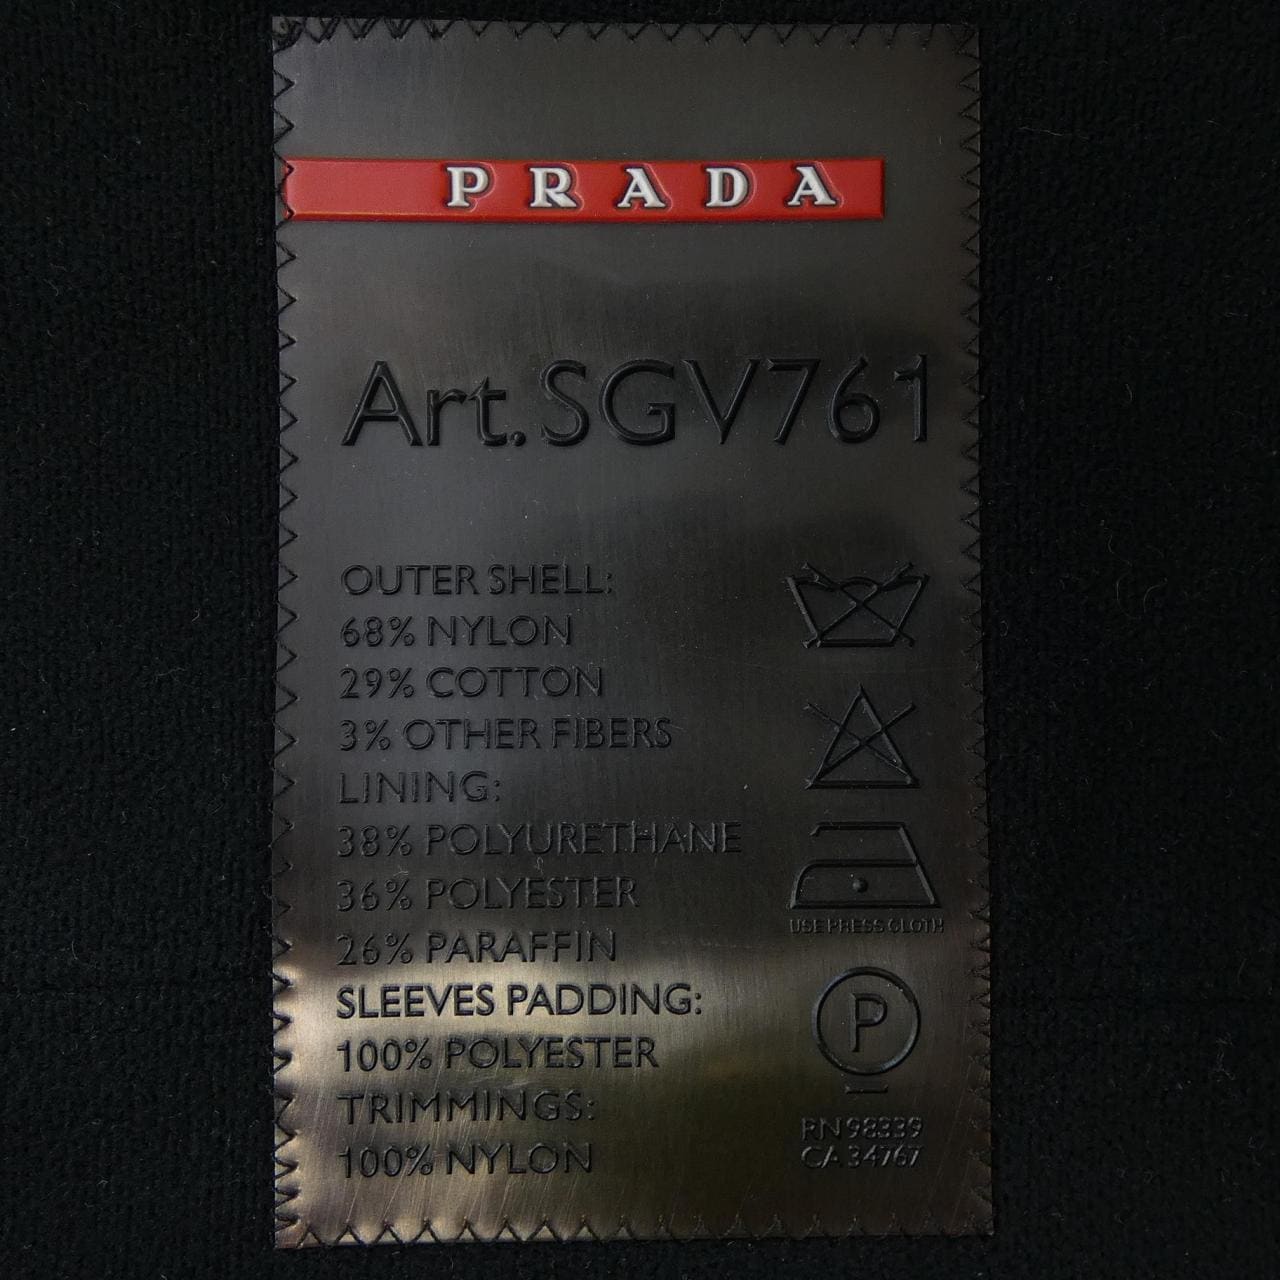 PRADA
Art.SGV761
OUTER SHELL:
68% NYLON
29% COTTON
3% OTHER FIBERS
LINING:
38% POLYURETHANE
36% POLYESTER
26% PARAFFIN
SLEEVES PADDING:
100% POLYESTER
TRIMMINGS:
100% NYLON
USE PRESS CLOTH
P
RN 98339
CA 34767